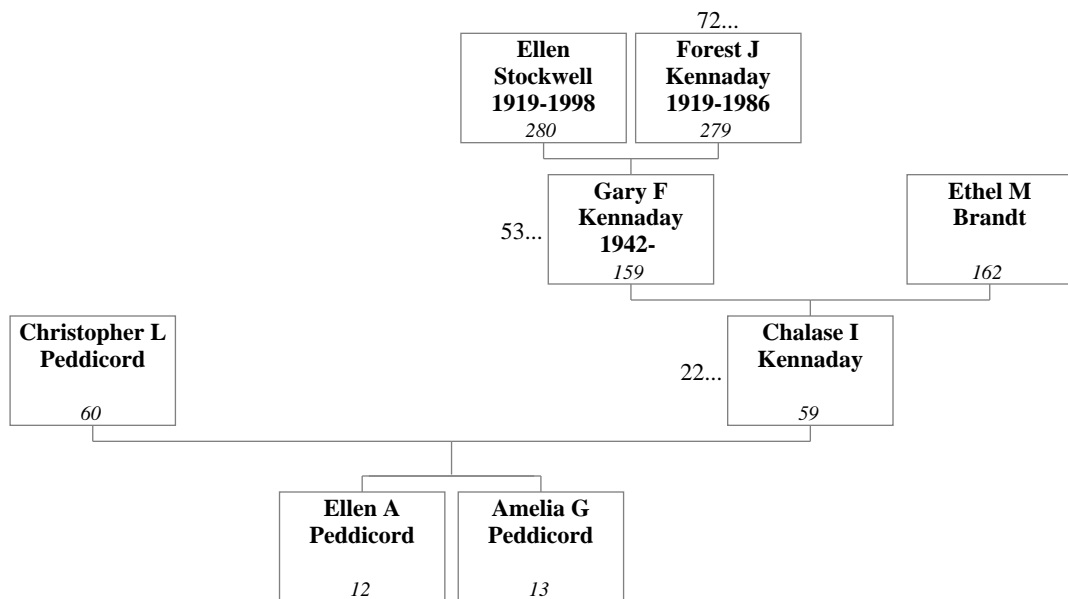 72...
Ellen
Stockwell
1919-1998
280
Forest J
Kennaday
1919-1986
279
53...
Gary F
Kennaday
1942-
159
Ethel M
Brandt
162
Christopher L
Peddicord
60
22...
Chalase I
Kennaday
59
Ellen A
Peddicord
12
Amelia G
Peddicord
13